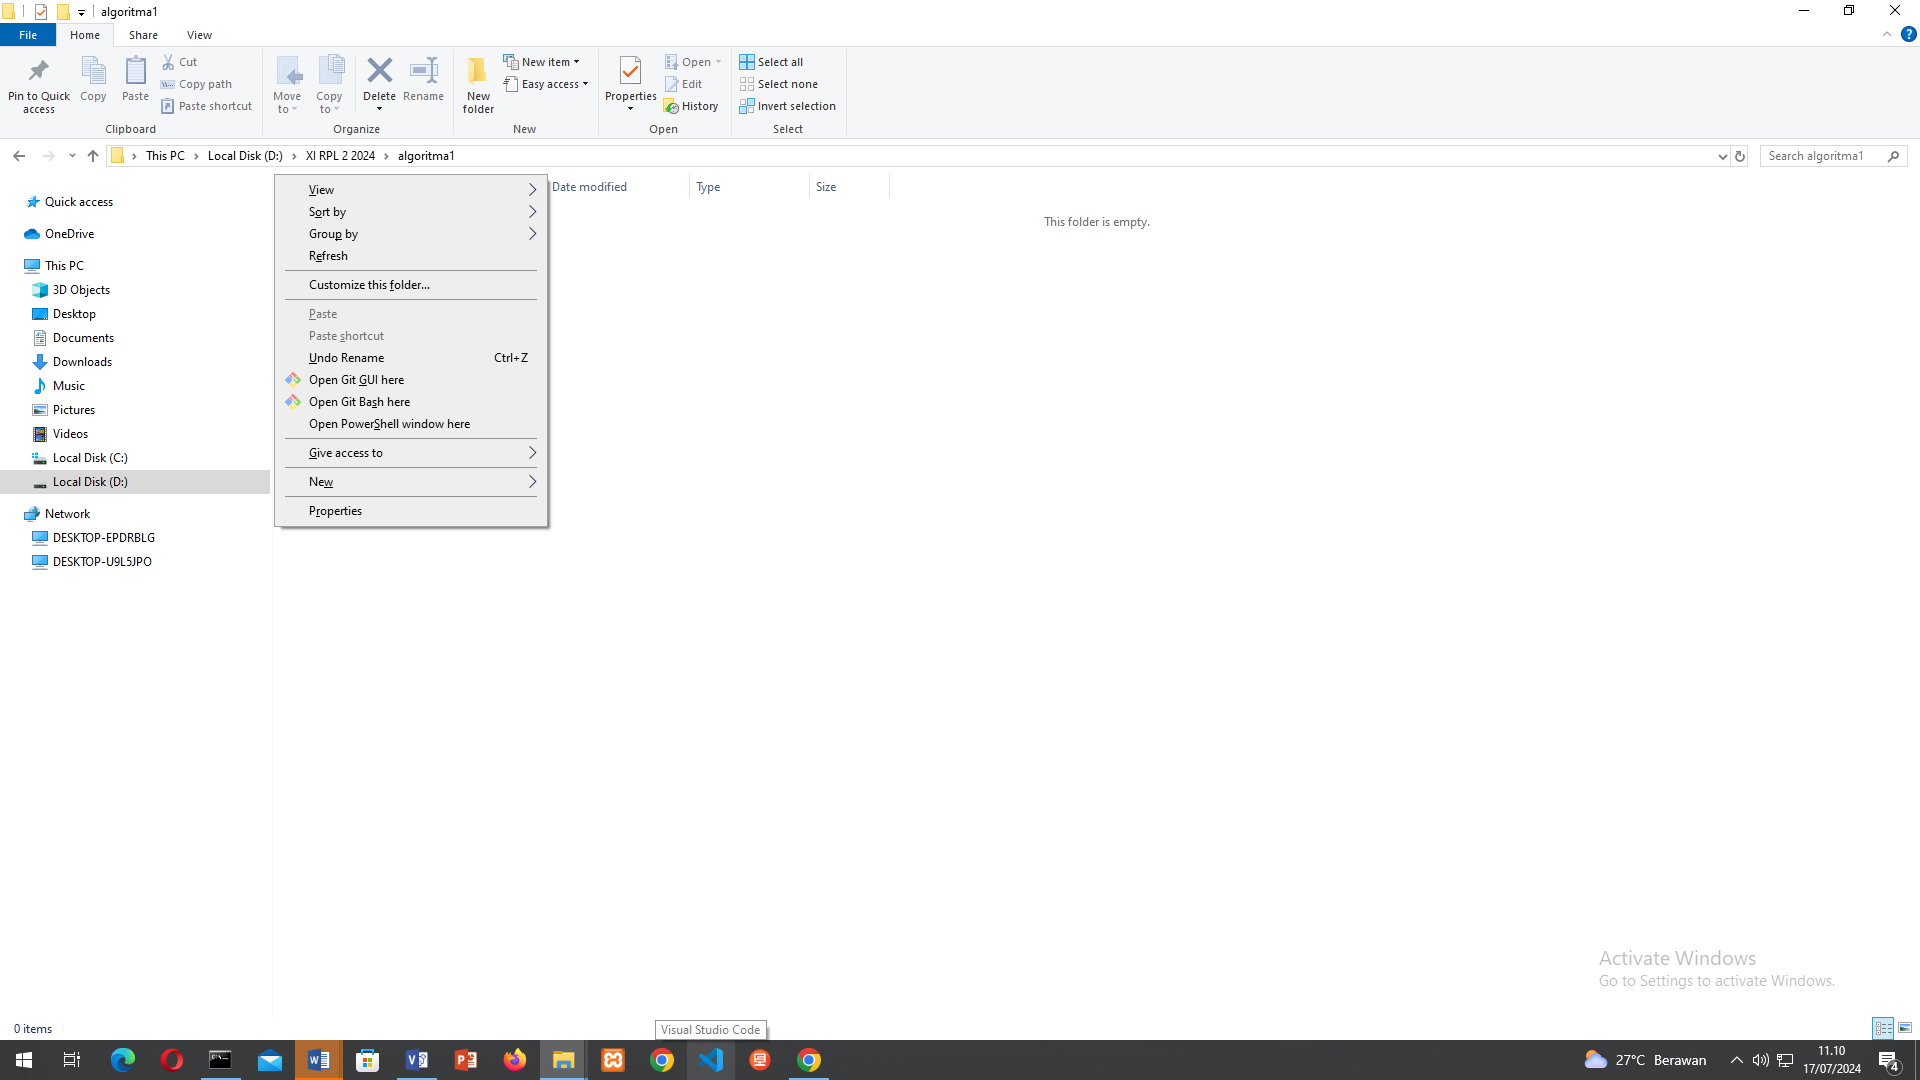 algoritma1
File Home Share View
Pin to Quick access
Copy
Paste
Cut
Copy path
Paste shortcut
Clipboard
Move to
Copy to
Delete
Rename
Organize
New folder
New item
Easy access
New
Properties
Open
Edit
History
Open
Select all
Select none
Invert selection
Select
This PC Local Disk (D:) XI RPL 2 2024 algoritma1
Search algoritma1
Quick access
OneDrive
This PC
3D Objects
Desktop
Documents
Downloads
Music
Pictures
Videos
Local Disk (C:)
Local Disk (D:)
Network
DESKTOP-EPDRBLG
DESKTOP-U9L5JPO
View
Sort by
Group by
Refresh
Customize this folder...
Paste
Paste shortcut
Undo Rename Ctrl+Z
Open Git GUI here
Open Git Bash here
Open PowerShell window here
Give access to
New
Properties
Date modified Type Size
This folder is empty.
Activate Windows
Go to Settings to activate Windows.
0 items
Visual Studio Code
27°C Berawan
11.10
17/07/2024
4